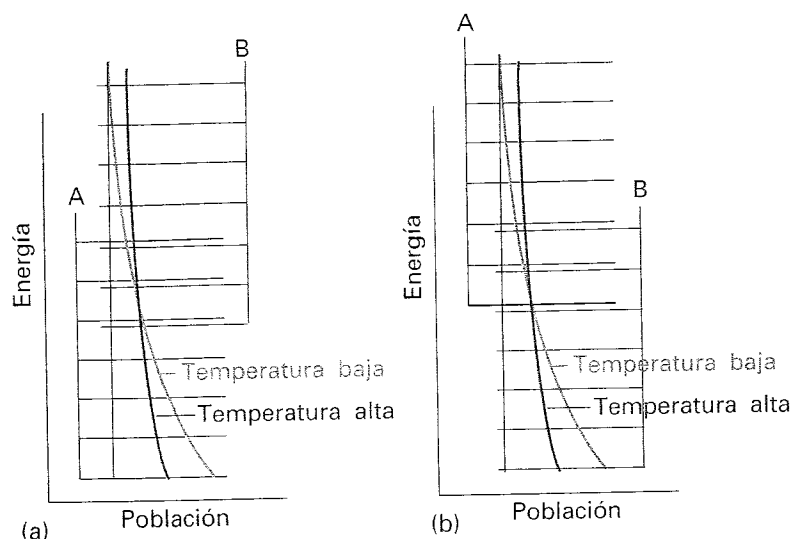 A
B
Energía
Temperatura baja
Temperatura alta
Población
(a)
A
B
Energía
Temperatura baja
Temperatura alta
Población
(b)